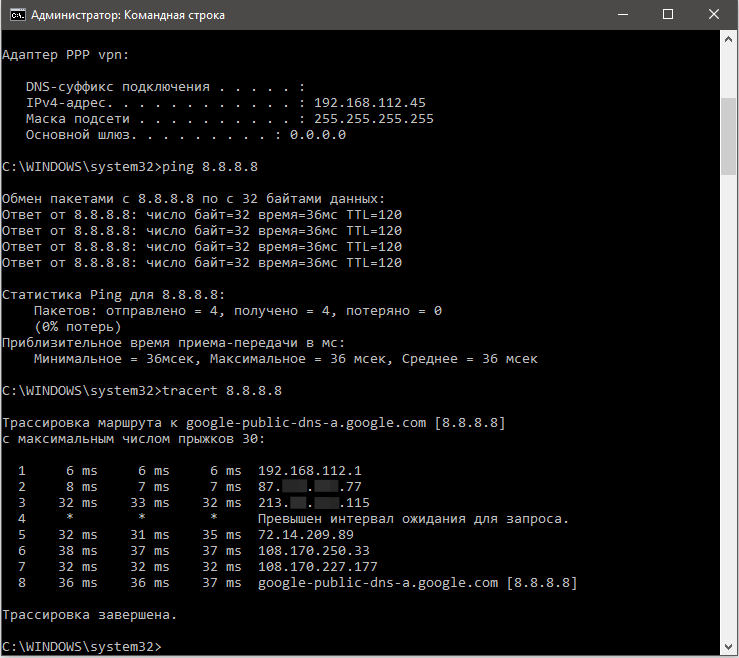 Администратор: Командная строка
Адаптер PPP vpn:
DNS-суффикс подключения . . . . . :
IPv4-адрес. . . . . . . . . . . . : 192.168.112.45
Маска подсети . . . . . . . . . . : 255.255.255.255
Основной шлюз. . . . . . . . . : 0.0.0.0
C:\WINDOWS\system32>ping 8.8.8.8
Обмен пакетами с 8.8.8.8 по с 32 байтами данных:
Ответ от 8.8.8.8: число байт=32 время=36мс TTL=120
Ответ от 8.8.8.8: число байт=32 время=36мс TTL=120
Ответ от 8.8.8.8: число байт=32 время=36мс TTL=120
Ответ от 8.8.8.8: число байт=32 время=36мс TTL=120
Статистика Ping для 8.8.8.8:
Пакетов: отправлено = 4, получено = 4, потеряно = 0
(0% потерь)
Приблизительное время приема-передачи в мс:
Минимальное = 36мсек, Максимальное = 36 мсек, Среднее = 36 мсек
C:\WINDOWS\system32>tracert 8.8.8.8
Трассировка маршрута к google-public-dns-a.google.com [8.8.8.8]
с максимальным числом прыжков 30:
1 6 ms 6 ms 6 ms 192.168.112.1
2 8 ms 7 ms 7 ms 87. . .77
3 32 ms 33 ms 32 ms 213. . .115
4 * * * Превышен интервал ожидания для запроса.
5 32 ms 31 ms 35 ms 72.14.209.89
6 38 ms 37 ms 37 ms 108.170.250.33
7 32 ms 32 ms 32 ms 108.170.227.177
8 36 ms 36 ms 37 ms google-public-dns-a.google.com [8.8.8.8]
Трассировка завершена.
C:\WINDOWS\system32>